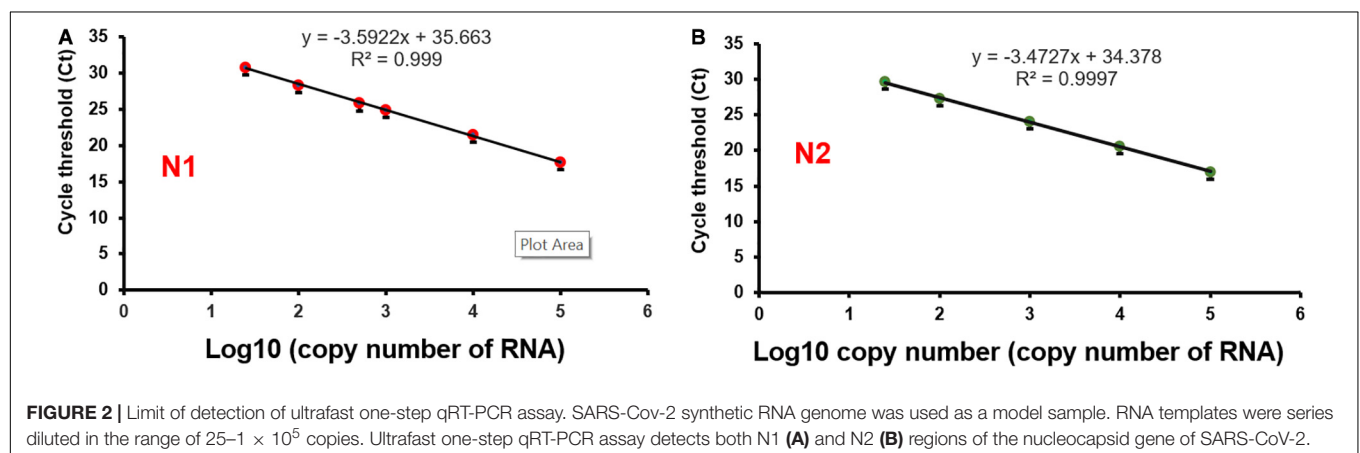 A
y = -3.5922x + 35.663
R² = 0.999
Cycle threshold (Ct)
35
30
25
20
15
10
5
0
N1
Plot Area
0 1 2 3 4 5 6
Log10 (copy number of RNA)
B
y = -3.4727x + 34.378
R² = 0.9997
Cycle threshold (Ct)
35
30
25
20
15
10
5
0
N2
0 1 2 3 4 5 6
Log10 copy number (copy number of RNA)
FIGURE 2 | Limit of detection of ultrafast one-step qRT-PCR assay. SARS-Cov-2 synthetic RNA genome was used as a model sample. RNA templates were series
diluted in the range of 25–1 × 10⁵ copies. Ultrafast one-step qRT-PCR assay detects both N1 (A) and N2 (B) regions of the nucleocapsid gene of SARS-CoV-2.